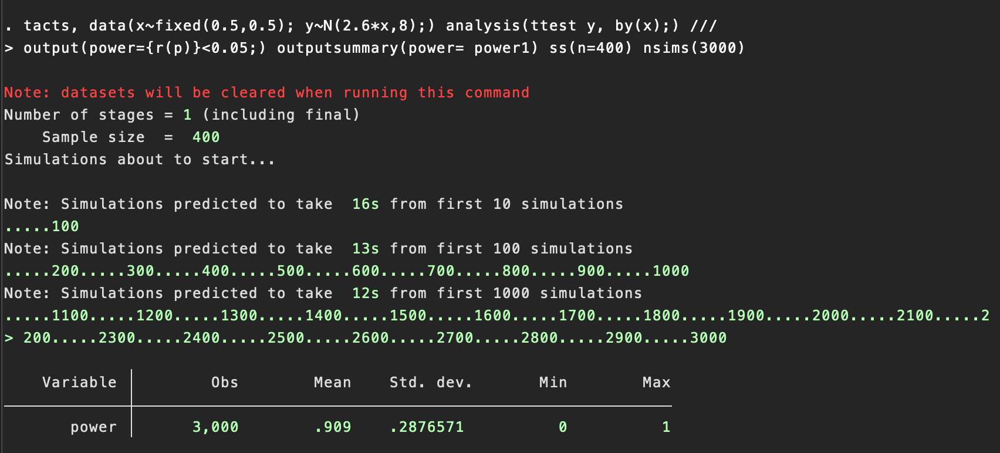 . tacts, data(x~fixed(0.5,0.5); y~N(2.6*x,8);) analysis(ttest y, by(x);) ///
> output(power={r(p)}<0.05;) outputsummary(power= power1) ss(n=400) nsims(3000)
Note: datasets will be cleared when running this command
Number of stages = 1 (including final)
Sample size = 400
Simulations about to start...
Note: Simulations predicted to take 16s from first 10 simulations
.....100
Note: Simulations predicted to take 13s from first 100 simulations
.....200.....300.....400.....500.....600.....700.....800.....900.....1000
Note: Simulations predicted to take 12s from first 1000 simulations
.....1100.....1200.....1300.....1400.....1500.....1600.....1700.....1800.....1900.....2000.....2100.....2
> 200.....2300.....2400.....2500.....2600.....2700.....2800.....2900.....3000
Variable | Obs Mean Std. dev. Min Max
power | 3,000 .909 .2876571 0 1